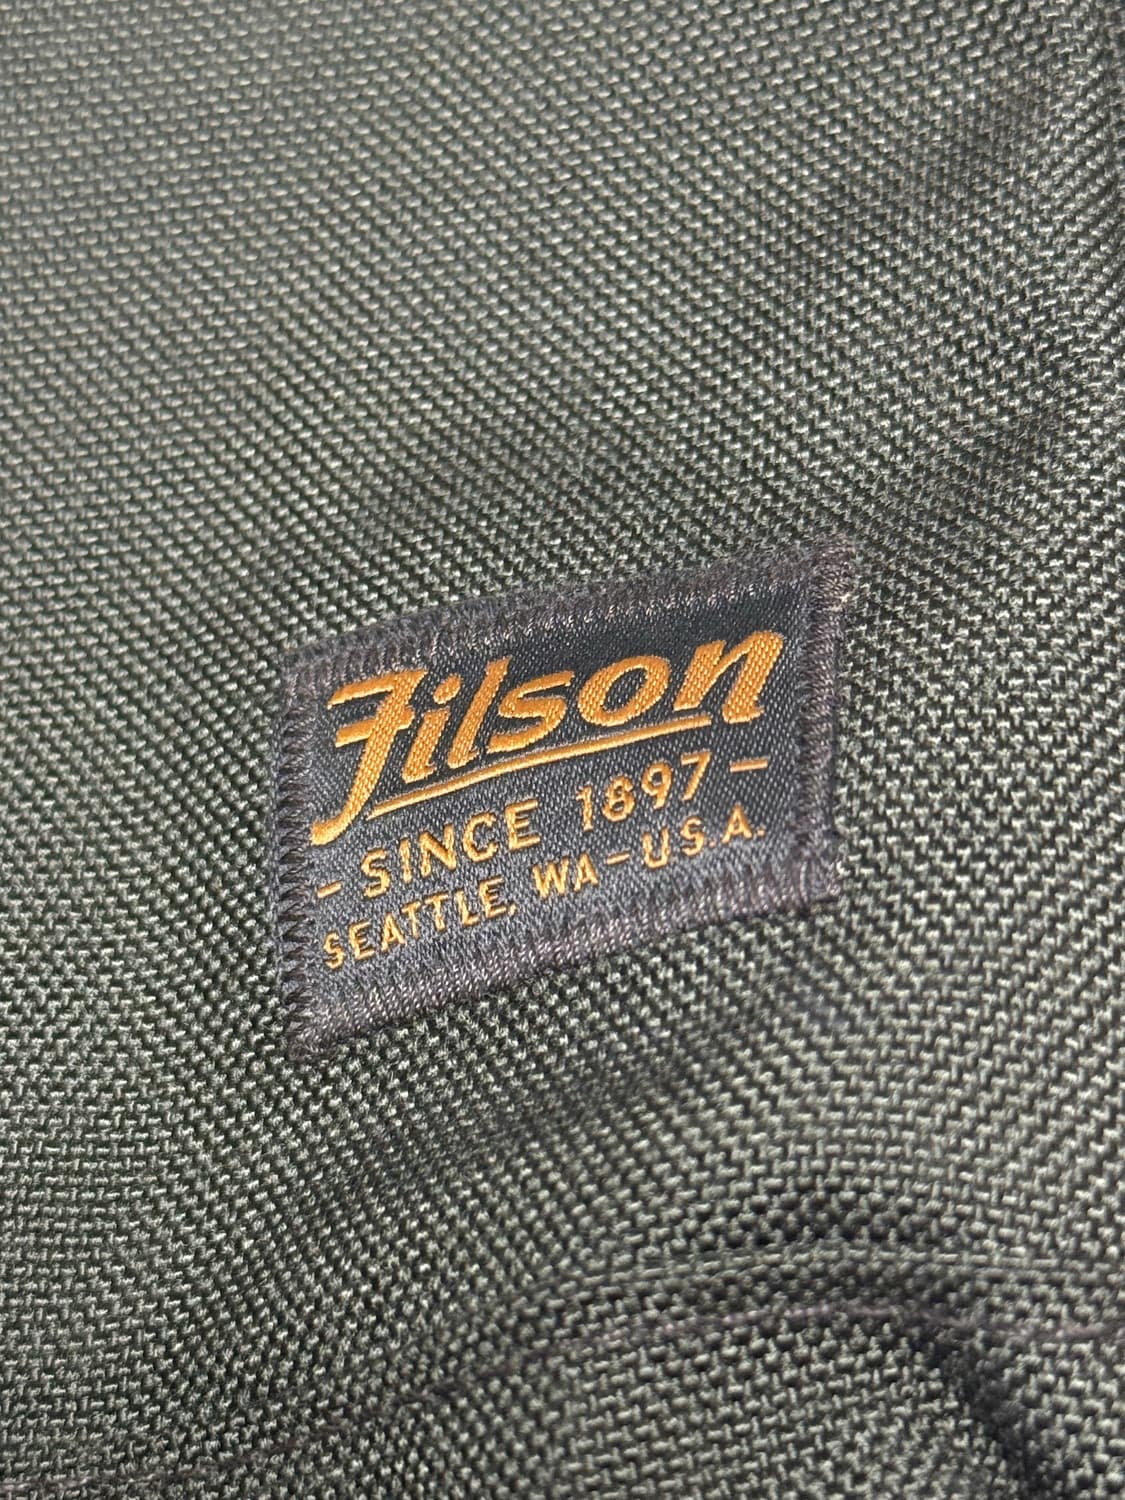 Filson
- SINCE 1897 -
SEATTLE, WA - U.S.A.